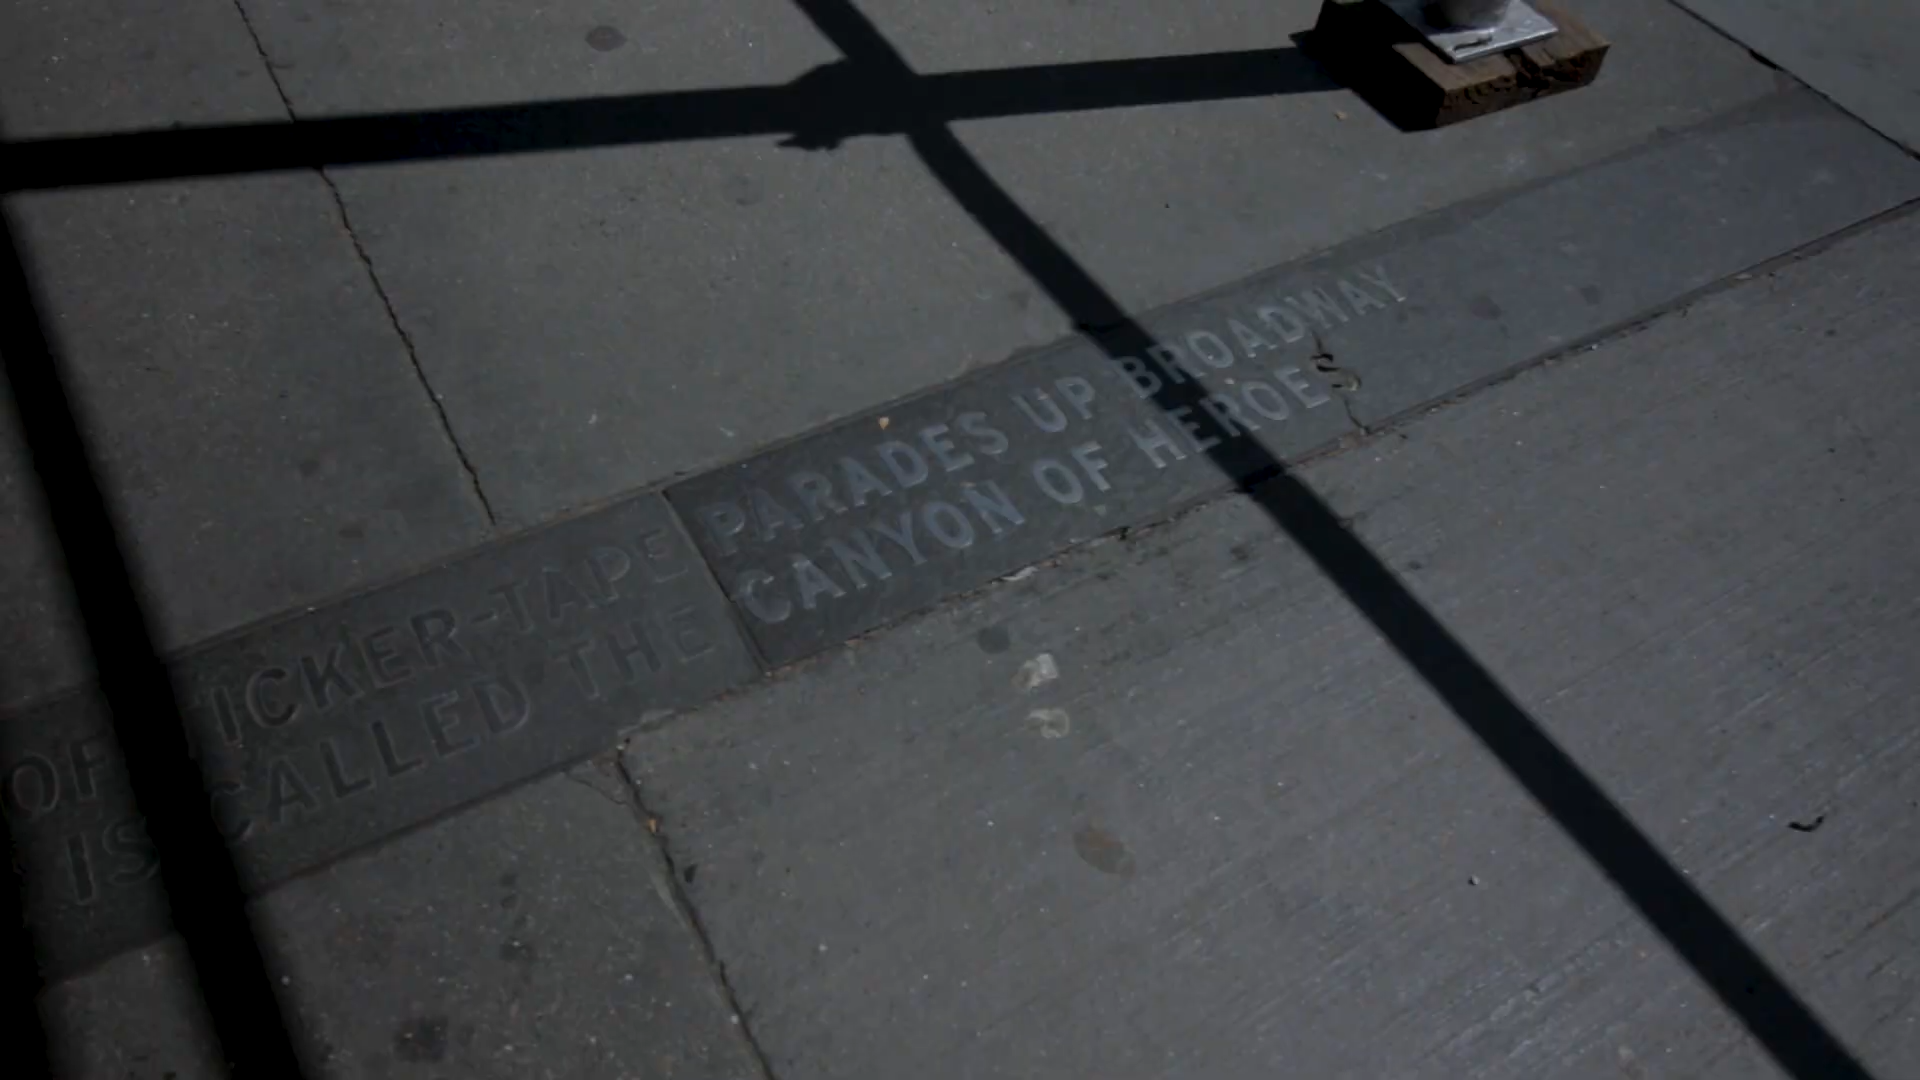 OF TICKER-TAPE PARADES UP BROADWAY
IS CALLED THE CANYON OF HEROES